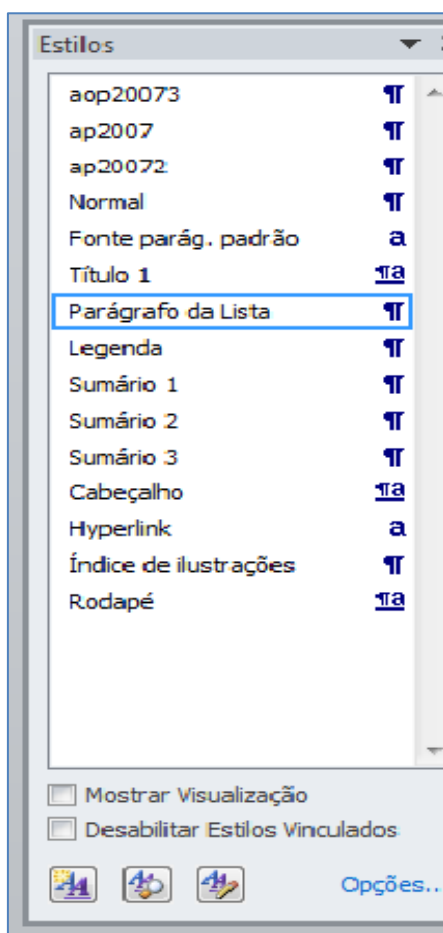 Estilos
aop20073 ¶
ap2007 ¶
ap20072 ¶
Normal ¶
Fonte parág. padrão a
Título 1 ¶a
Parágrafo da Lista ¶
Legenda ¶
Sumário 1 ¶
Sumário 2 ¶
Sumário 3 ¶
Cabeçalho ¶a
Hyperlink a
Índice de ilustrações ¶
Rodapé ¶a
Mostrar Visualização
Desabilitar Estilos Vinculados
Opções...